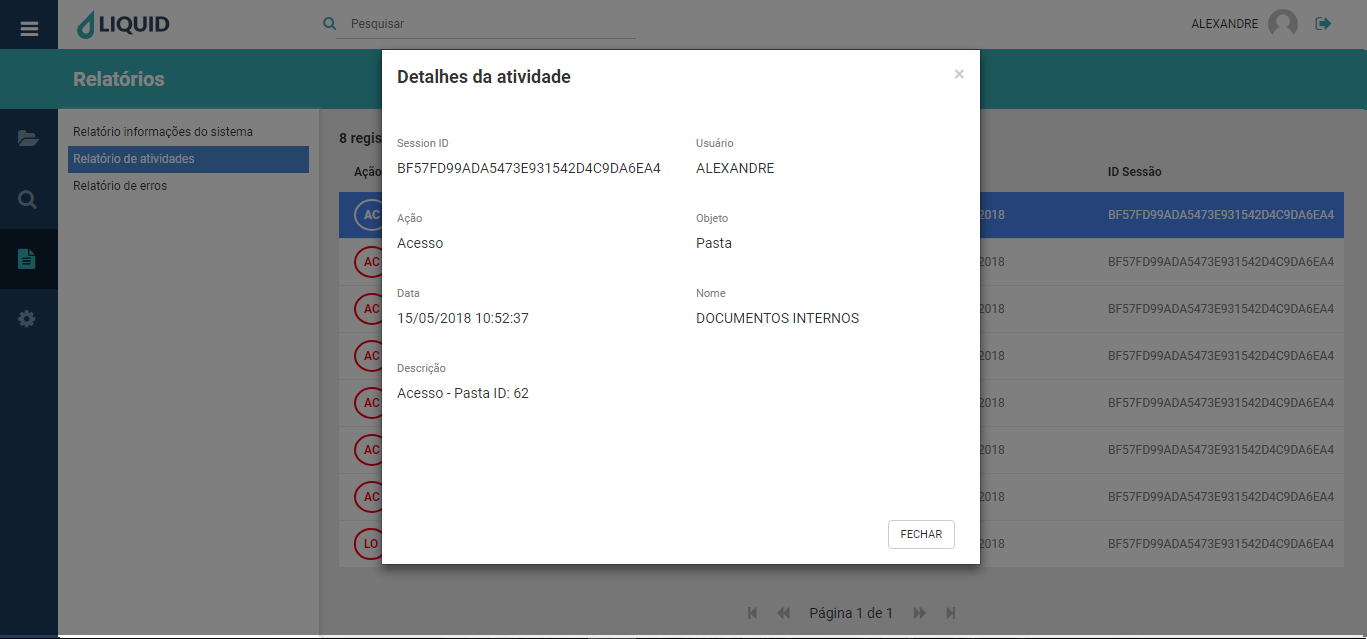 LIQUID
Pesquisar
ALEXANDRE
Relatórios
Relatório informações do sistema
Relatório de atividades
Relatório de erros
8 regis
Ação
ID Sessão
AC
2018
BF57FD99ADA5473E931542D4C9DA6EA4
AC
2018
BF57FD99ADA5473E931542D4C9DA6EA4
AC
2018
BF57FD99ADA5473E931542D4C9DA6EA4
AC
2018
BF57FD99ADA5473E931542D4C9DA6EA4
AC
2018
BF57FD99ADA5473E931542D4C9DA6EA4
AC
2018
BF57FD99ADA5473E931542D4C9DA6EA4
AC
2018
BF57FD99ADA5473E931542D4C9DA6EA4
LO
2018
BF57FD99ADA5473E931542D4C9DA6EA4
Página 1 de 1
Detalhes da atividade
×
Session ID
BF57FD99ADA5473E931542D4C9DA6EA4
Usuário
ALEXANDRE
Ação
Acesso
Objeto
Pasta
Data
15/05/2018 10:52:37
Nome
DOCUMENTOS INTERNOS
Descrição
Acesso - Pasta ID: 62
FECHAR